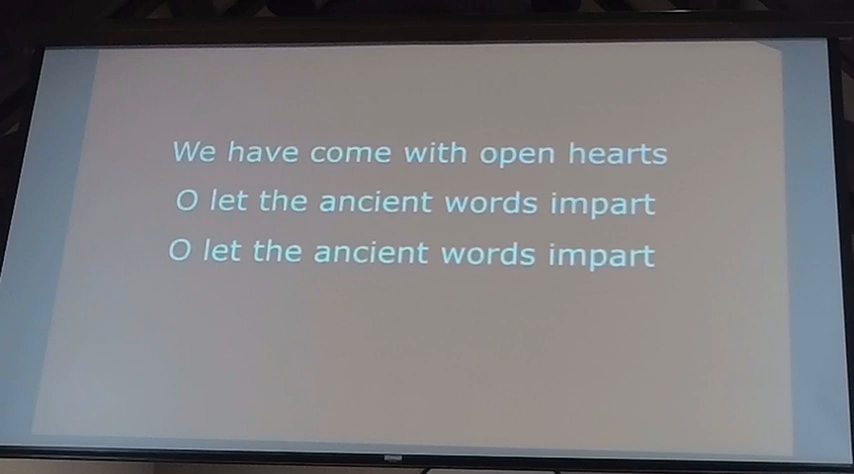 We have come with open hearts
O let the ancient words impart
O let the ancient words impart